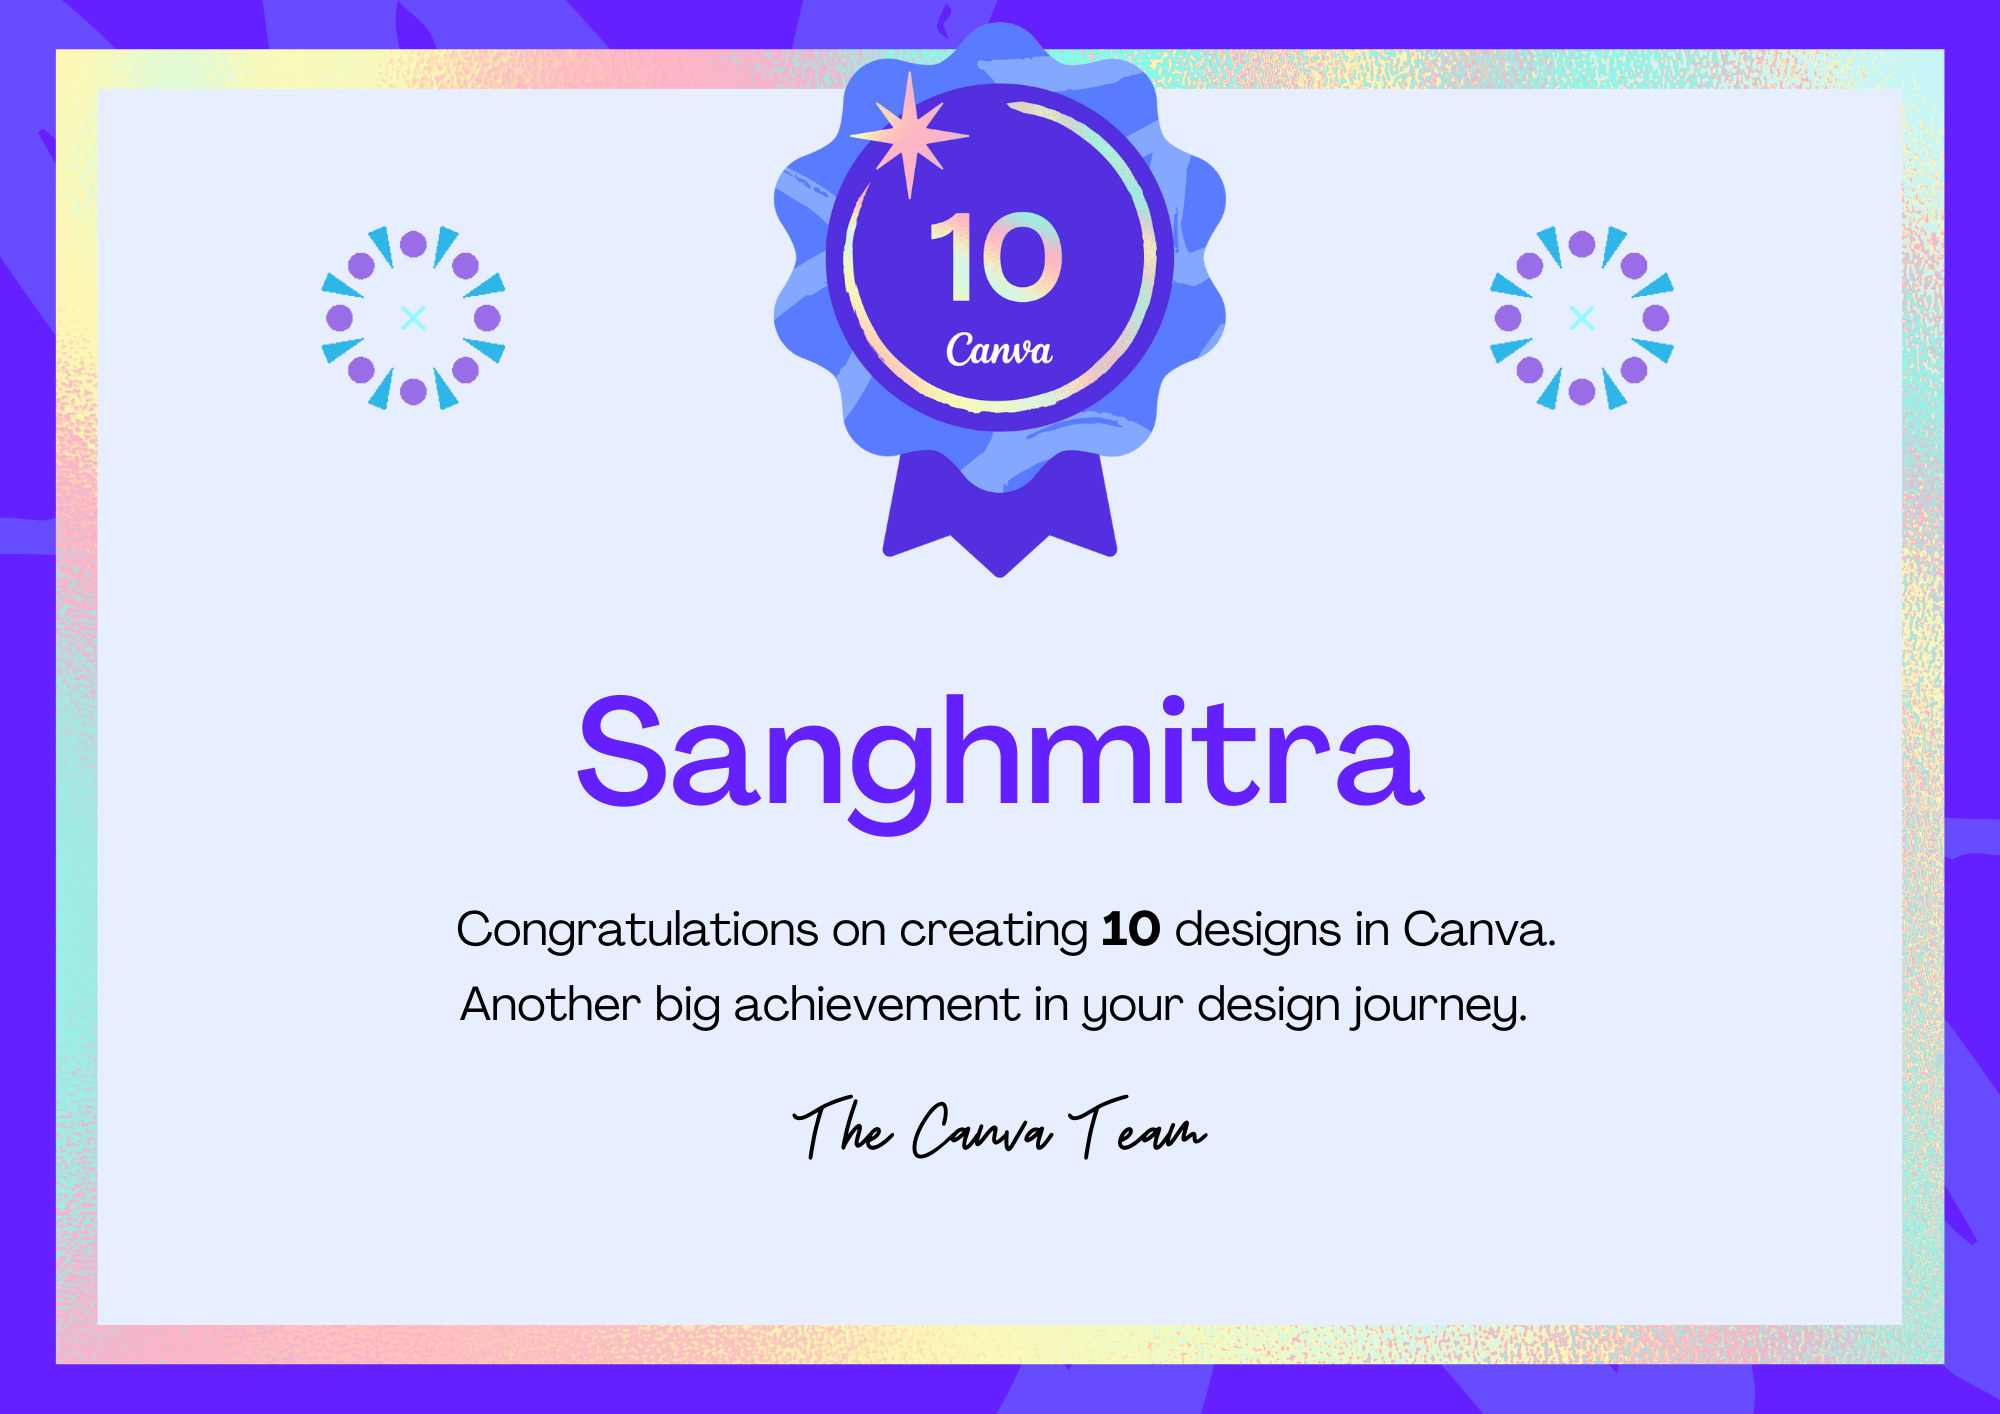 10
Canva
Sanghmitra
Congratulations on creating 10 designs in Canva.
Another big achievement in your design journey.
The Canva Team